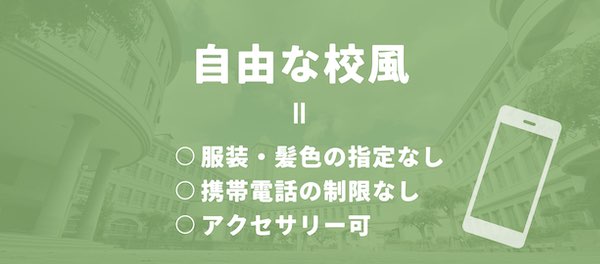 自由な校風
=
○ 服装・髪色の指定なし
○ 携帯電話の制限なし
○ アクセサリー可